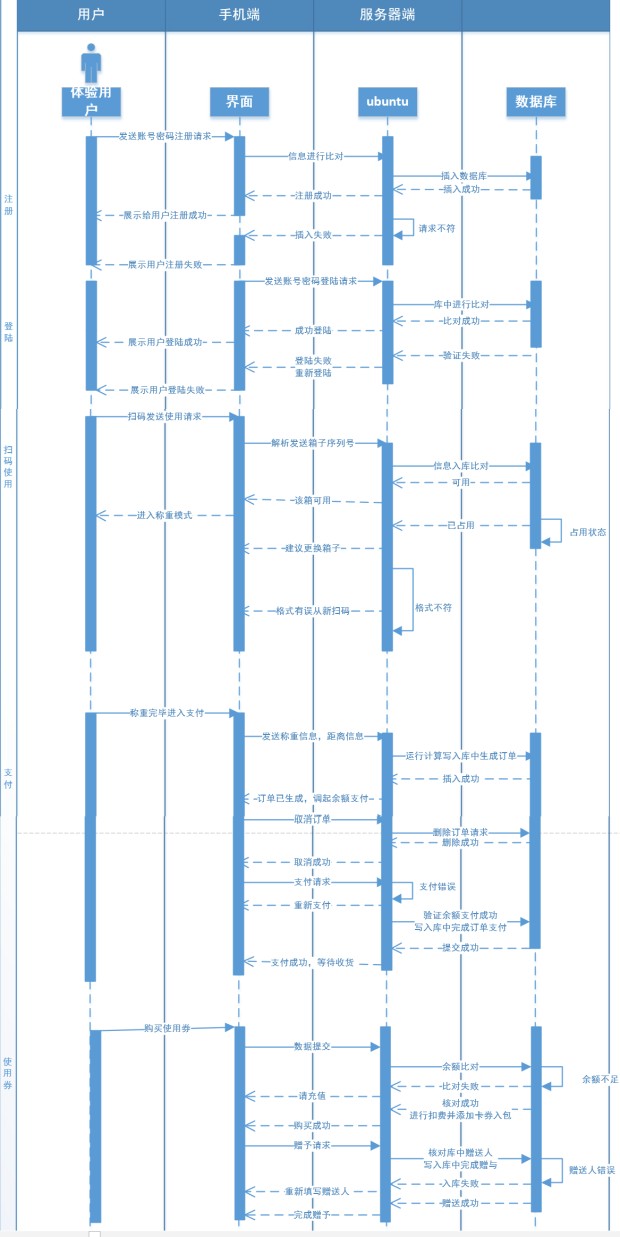 用户
手机端
服务器端
体验用
户
界面
ubuntu
数据库
注
册
发送账号密码注册请求
信息进行比对
插入数据库
插入成功
注册成功
展示给用户注册成功
请求不符
插入失败
展示用户注册失败
登
陆
发送账号密码登陆请求
库中进行比对
比对成功
成功登陆
展示用户登陆成功
验证失败
登陆失败
重新登陆
展示用户登陆失败
扫
码
使
用
扫码发送使用请求
解析发送箱子序列号
信息入库比对
可用
该箱可用
进入称重模式
已占用
占用状态
建议更换箱子
格式不符
格式有误从新扫码
支
付
称重完毕进入支付
发送称重信息，距离信息
运行计算写入库中生成订单
插入成功
订单已生成，调起余额支付
取消订单
删除订单请求
删除成功
取消成功
支付请求
支付错误
重新支付
验证余额支付成功
写入库中完成订单支付
提交成功
支付成功，等待收货
使
用
券
购买使用券
数据提交
余额比对
余额不足
比对失败
请充值
核对成功
进行扣费并添加卡券入包
购买成功
赠予请求
核对库中赠送人
写入库中完成赠与
赠送人错误
入库失败
重新填写赠送人
赠送成功
完成赠予